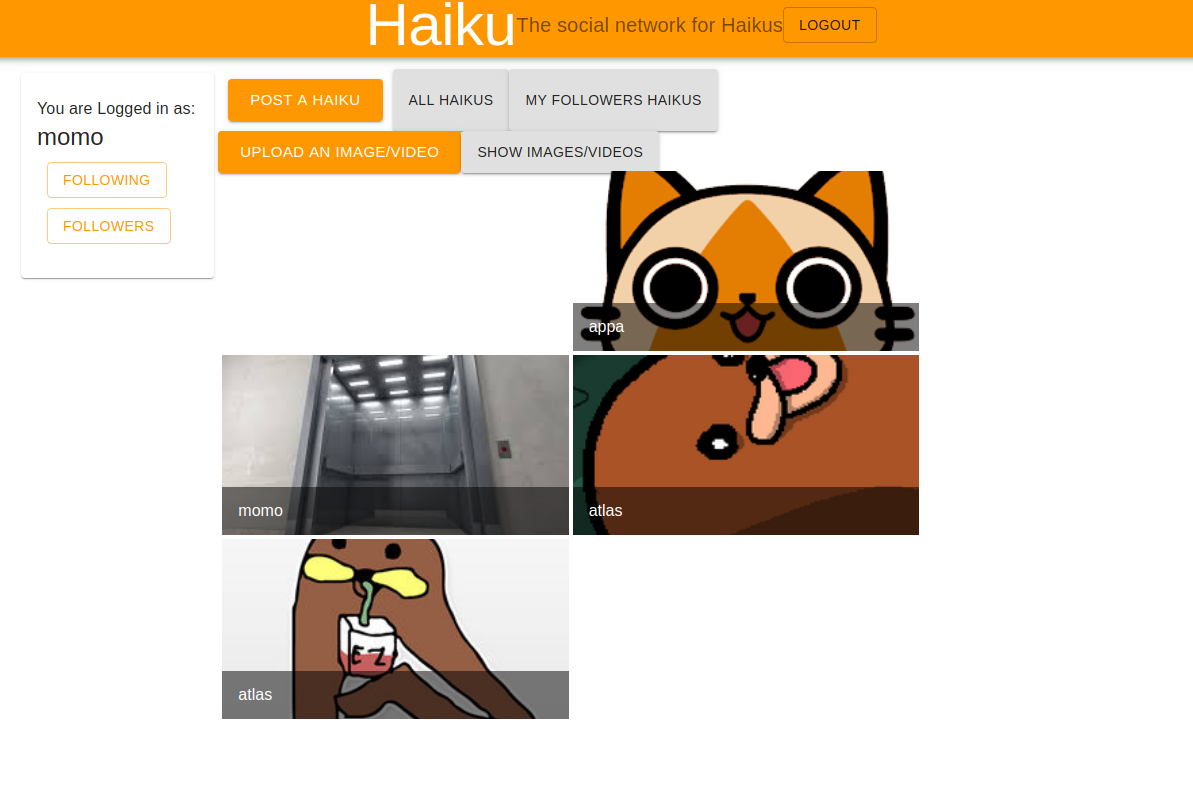 Haiku The social network for Haikus LOGOUT
You are Logged in as:
momo
FOLLOWING
FOLLOWERS
POST A HAIKU ALL HAIKUS MY FOLLOWERS HAIKUS
UPLOAD AN IMAGE/VIDEO SHOW IMAGES/VIDEOS
appa
momo
atlas
EZ
atlas